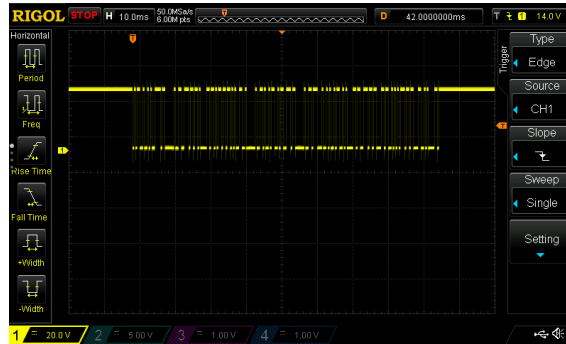 RIGOL STOP H 10.0ms 50.0MSa/s 6.00M pts D 42.0000000ms T 1 14.0V
Horizontal
Period
Freq
Rise Time
Fall Time
+Width
-Width
T
T
1
Trigger
Type
Edge
Source
CH1
Slope
Sweep
Single
Setting
1 = 20.0 V 2 = 5.00 V 3 = 1.00 V 4 = 1.00 V